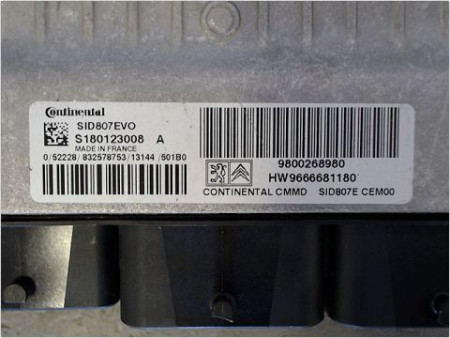 Continental
SID807EVO
S180123008 A
MADE IN FRANCE
0/52228/832578753/13144/501B0
9800268980
HW9666681180
CONTINENTAL CMMD SID807E CEM00